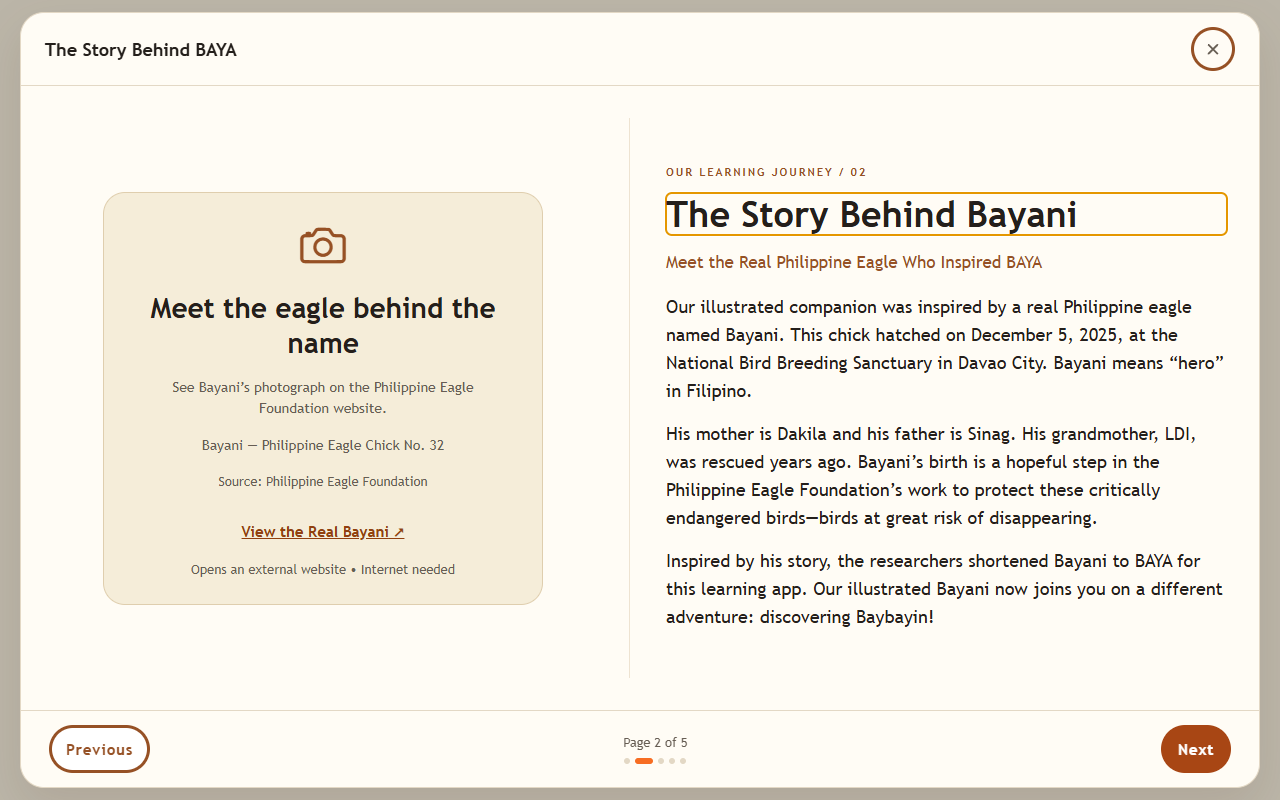 The Story Behind BAYA
Meet the eagle behind the
name
See Bayani’s photograph on the Philippine Eagle
Foundation website.
Bayani — Philippine Eagle Chick No. 32
Source: Philippine Eagle Foundation
View the Real Bayani ↗
Opens an external website • Internet needed
OUR LEARNING JOURNEY / 02
The Story Behind Bayani
Meet the Real Philippine Eagle Who Inspired BAYA
Our illustrated companion was inspired by a real Philippine eagle
named Bayani. This chick hatched on December 5, 2025, at the
National Bird Breeding Sanctuary in Davao City. Bayani means “hero”
in Filipino.
His mother is Dakila and his father is Sinag. His grandmother, LDI,
was rescued years ago. Bayani’s birth is a hopeful step in the
Philippine Eagle Foundation’s work to protect these critically
endangered birds—birds at great risk of disappearing.
Inspired by his story, the researchers shortened Bayani to BAYA for
this learning app. Our illustrated Bayani now joins you on a different
adventure: discovering Baybayin!
Previous
Page 2 of 5
Next